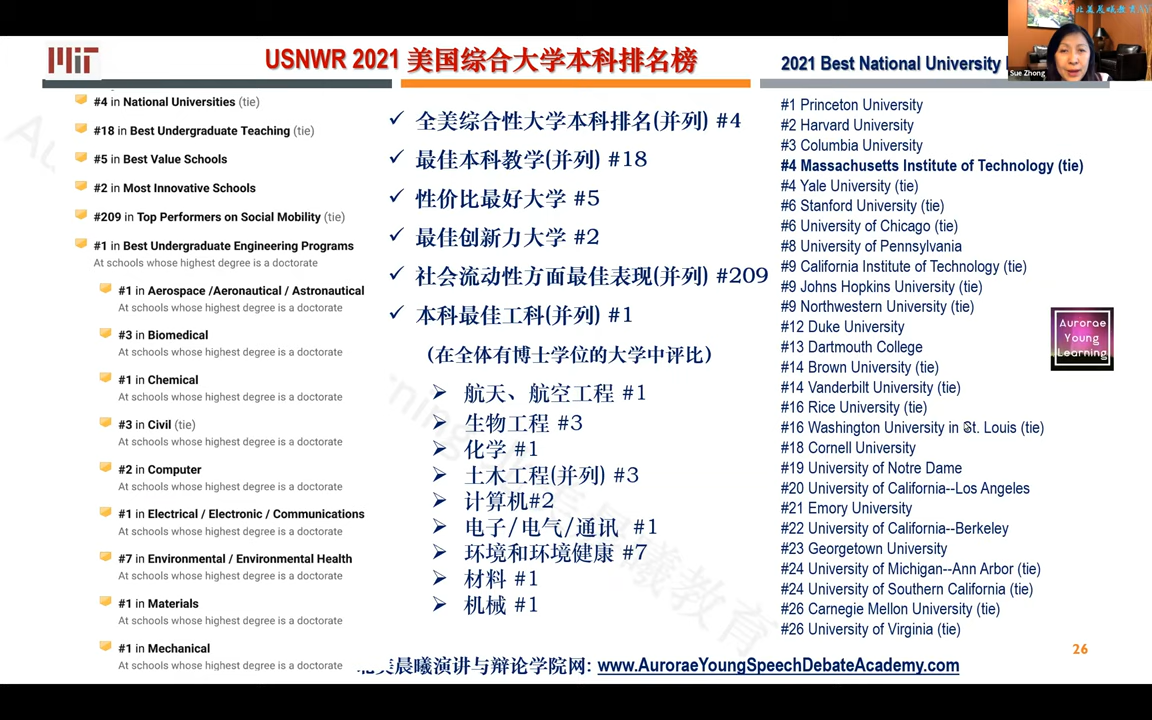 北美晨曦教育
Sue Zhong
MIT
USNWR 2021 美国综合大学本科排名榜
2021 Best National University
#4 in National Universities (tie)
#18 in Best Undergraduate Teaching (tie)
#5 in Best Value Schools
#2 in Most Innovative Schools
#209 in Top Performers on Social Mobility (tie)
#1 in Best Undergraduate Engineering Programs
At schools whose highest degree is a doctorate
#1 in Aerospace /Aeronautical / Astronautical
At schools whose highest degree is a doctorate
#3 in Biomedical
At schools whose highest degree is a doctorate
#1 in Chemical
At schools whose highest degree is a doctorate
#3 in Civil (tie)
At schools whose highest degree is a doctorate
#2 in Computer
At schools whose highest degree is a doctorate
#1 in Electrical / Electronic / Communications
At schools whose highest degree is a doctorate
#7 in Environmental / Environmental Health
At schools whose highest degree is a doctorate
#1 in Materials
At schools whose highest degree is a doctorate
#1 in Mechanical
At schools whose highest degree is a doctorate
✓ 全美综合性大学本科排名(并列) #4
✓ 最佳本科教学(并列) #18
✓ 性价比最好大学 #5
✓ 最佳创新力大学 #2
✓ 社会流动性方面最佳表现(并列) #209
✓ 本科最佳工科(并列) #1
(在全体有博士学位的大学中评比)
➢ 航天、航空工程 #1
➢ 生物工程 #3
➢ 化学 #1
➢ 土木工程(并列) #3
➢ 计算机#2
➢ 电子/电气/通讯 #1
➢ 环境和环境健康 #7
➢ 材料 #1
➢ 机械 #1
#1 Princeton University
#2 Harvard University
#3 Columbia University
#4 Massachusetts Institute of Technology (tie)
#4 Yale University (tie)
#6 Stanford University (tie)
#6 University of Chicago (tie)
#8 University of Pennsylvania
#9 California Institute of Technology (tie)
#9 Johns Hopkins University (tie)
#9 Northwestern University (tie)
#12 Duke University
#13 Dartmouth College
#14 Brown University (tie)
#14 Vanderbilt University (tie)
#16 Rice University (tie)
#16 Washington University in St. Louis (tie)
#18 Cornell University
#19 University of Notre Dame
#20 University of California--Los Angeles
#21 Emory University
#22 University of California--Berkeley
#23 Georgetown University
#24 University of Michigan--Ann Arbor (tie)
#24 University of Southern California (tie)
#26 Carnegie Mellon University (tie)
#26 University of Virginia (tie)
Aurorae
Young
Learning
26
北美晨曦演讲与辩论学院网: www.AuroraeYoungSpeechDebateAcademy.com